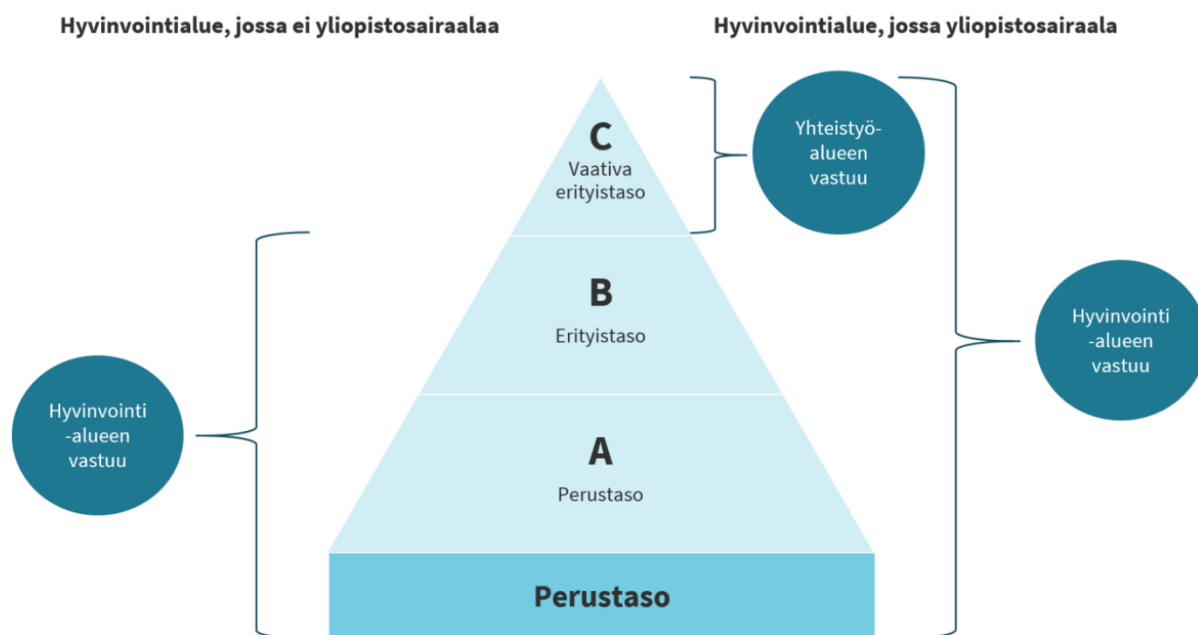 Hyvinvointialue, jossa ei yliopistosairaalaa
Hyvinvointialue, jossa yliopistosairaala
C
Vaativa
erityistaso
Yhteistyö-
alueen
vastuu
B
Erityistaso
Hyvinvointi
-alueen
vastuu
Hyvinvointi
-alueen
vastuu
A
Perustaso
Perustaso